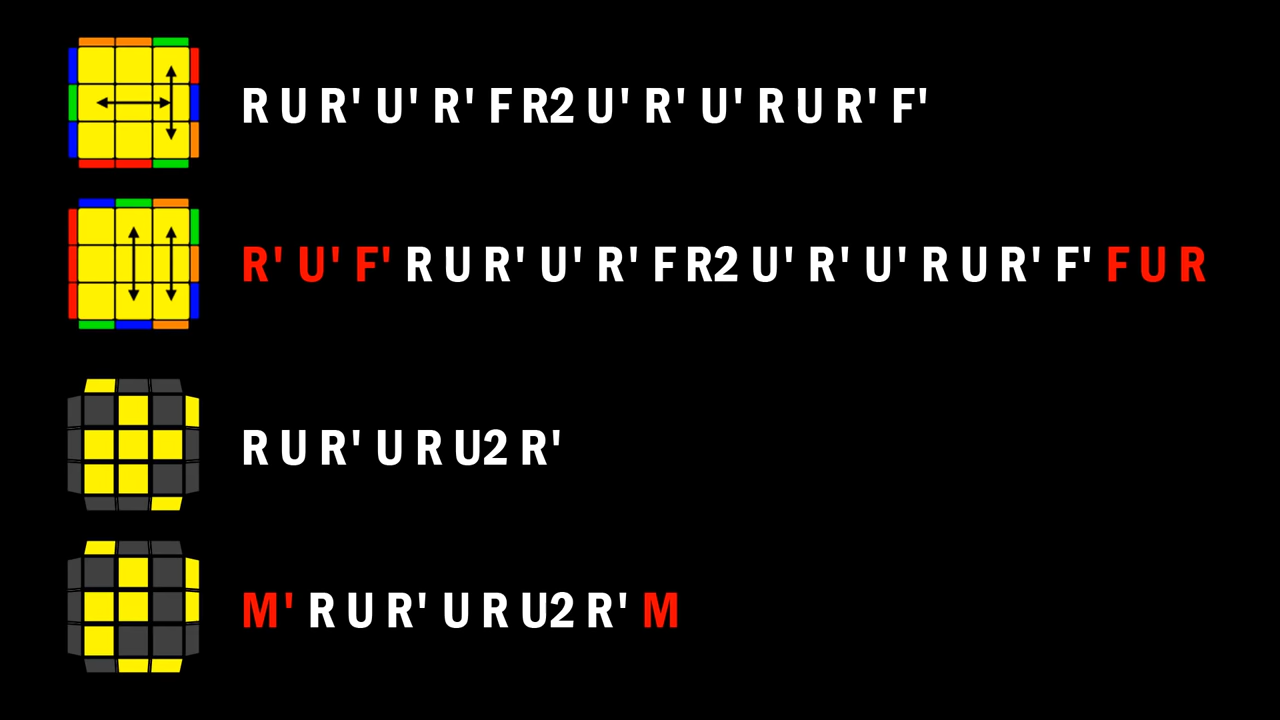 R U R' U' R' F R2 U' R' U' R U R' F'
R' U' F' R U R' U' R' F R2 U' R' U' R U R' F' F U R
R U R' U R U2 R'
M' R U R' U R U2 R' M